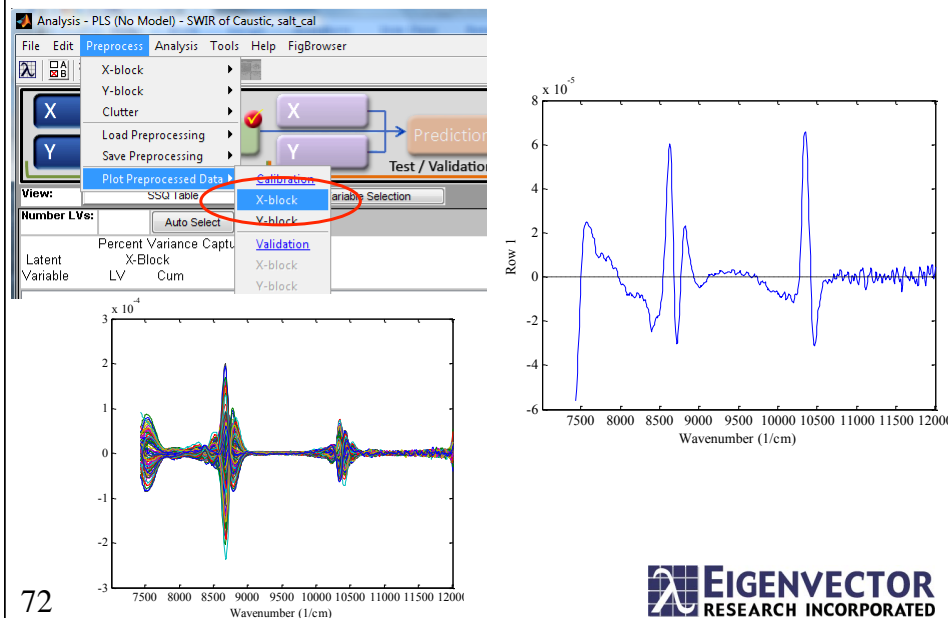 Analysis - PLS (No Model) - SWIR of Caustic, salt_cal
File Edit Preprocess Analysis Tools Help FigBrowser
X-block
Y-block
Clutter
Load Preprocessing
Save Preprocessing
Plot Preprocessed Data
Calibration
X-block
Y-block
Validation
X-block
Y-block
X
Y
X
Y
Prediction
Test / Validatio
View:
SSQ Table
ariable Selection
Number LVs:
Auto Select
Percent Variance Captu
Latent X-Block
Variable LV Cum
x 10-4
3
2
1
0
-1
-2
-3
7500 8000 8500 9000 9500 10000 10500 11000 11500 1200
Wavenumber (1/cm)
x 10-5
8
6
4
2
0
-2
-4
-6
Row 1
7500 8000 8500 9000 9500 10000 10500 11000 11500 12000
Wavenumber (1/cm)
72
EIGENVECTOR
RESEARCH INCORPORATED